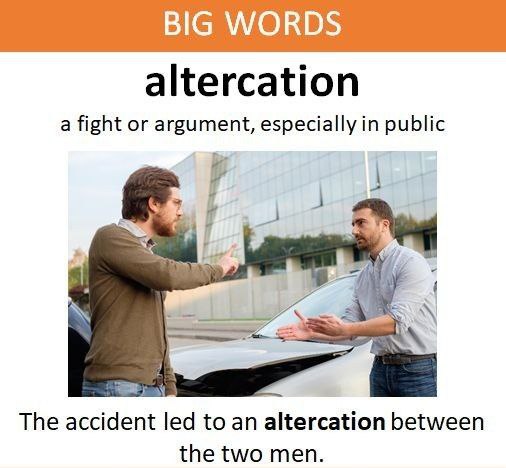 BIG WORDS
altercation
a fight or argument, especially in public
The accident led to an altercation between
the two men.